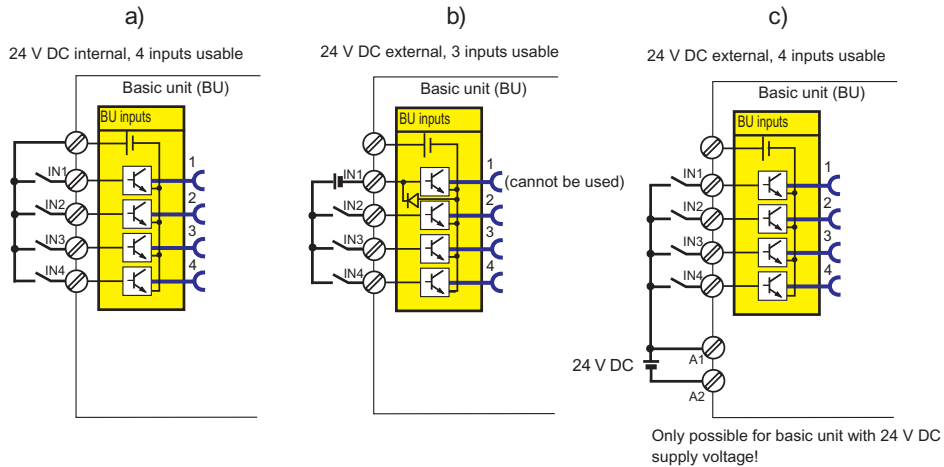 a)
24 V DC internal, 4 inputs usable
Basic unit (BU)
BU inputs
1
IN1
2
IN2
3
IN3
4
IN4
b)
24 V DC external, 3 inputs usable
Basic unit (BU)
BU inputs
1
IN1
(cannot be used)
2
IN2
3
IN3
4
IN4
c)
24 V DC external, 4 inputs usable
Basic unit (BU)
BU inputs
1
IN1
2
IN2
3
IN3
4
IN4
24 V DC
A1
A2
Only possible for basic unit with 24 V DC
supply voltage!